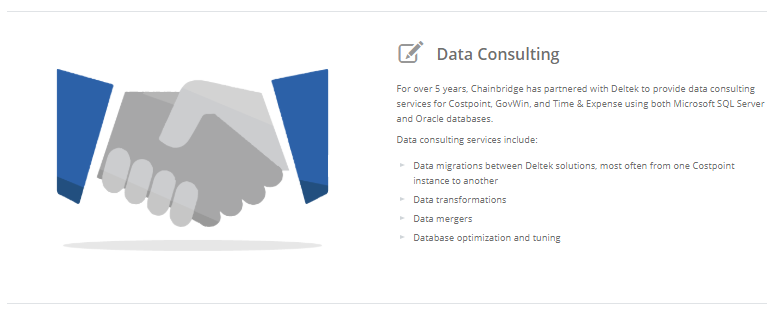 Data Consulting
For over 5 years, Chainbridge has partnered with Deltek to provide data consulting
services for Costpoint, GovWin, and Time & Expense using both Microsoft SQL Server
and Oracle databases.
Data consulting services include:
Data migrations between Deltek solutions, most often from one Costpoint
instance to another
Data transformations
Data mergers
Database optimization and tuning